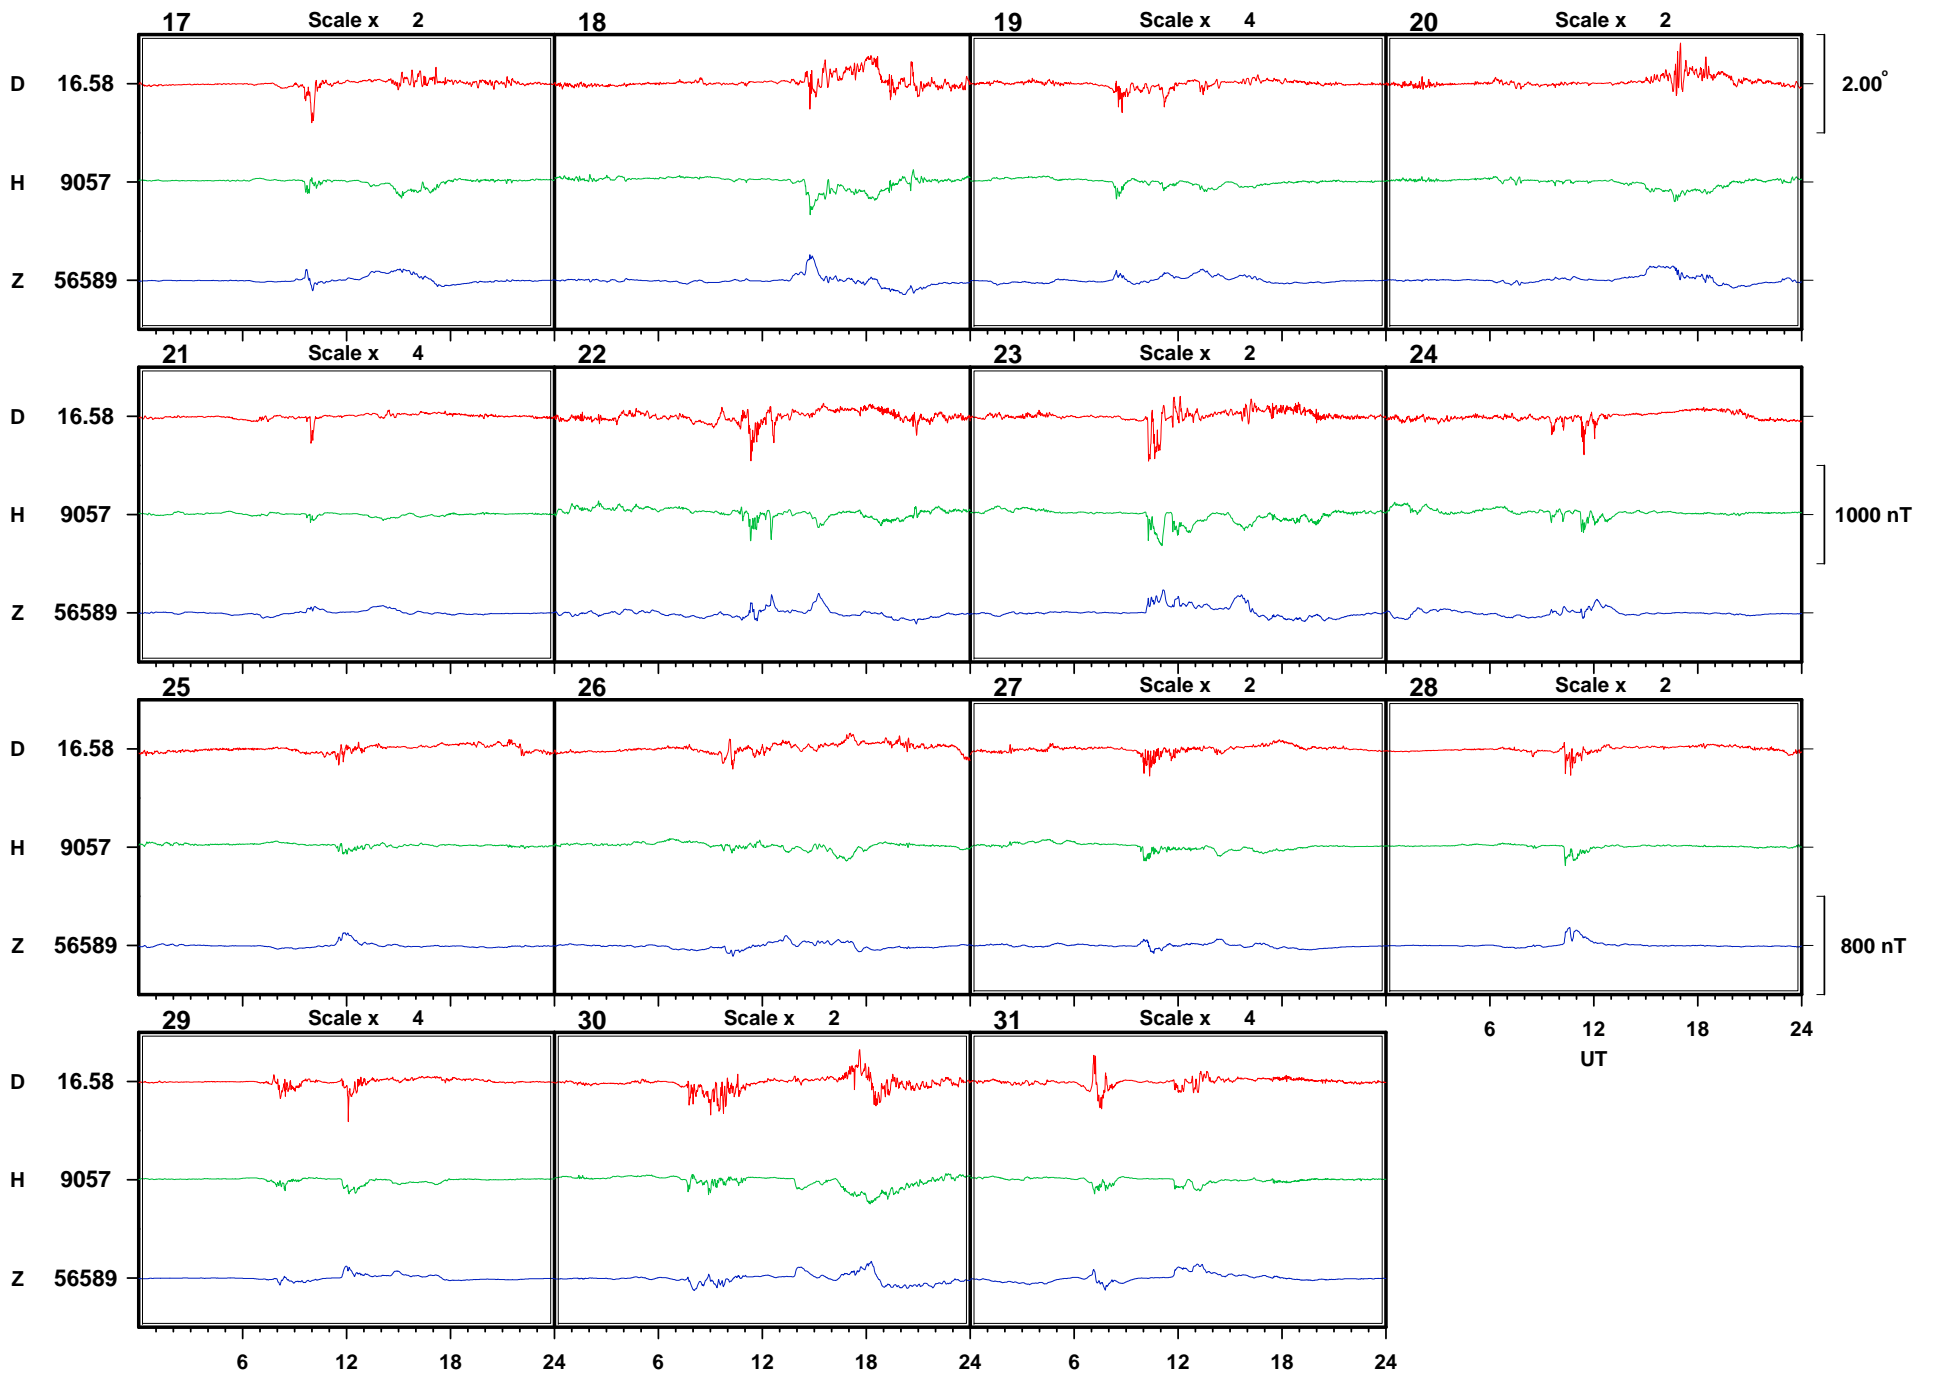 17 Scale x 2 18 19 Scale x 4 20 Scale x 2
D 16.58 2.00°
H 9057
Z 56589
21 Scale x 4 22 23 Scale x 2 24
D 16.58
H 9057 1000 nT
Z 56589
25 26 27 Scale x 2 28 Scale x 2
D 16.58
H 9057
Z 56589 800 nT
29 Scale x 4 30 Scale x 2 31 Scale x 4
6 12 18 24
UT
D 16.58
H 9057
Z 56589
6 12 18 24 6 12 18 24 6 12 18 24